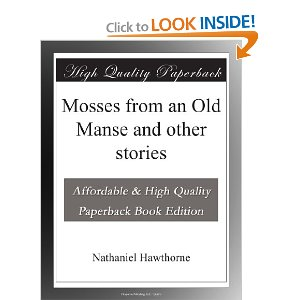 Click to LOOK INSIDE!
High Quality Paperback
Mosses from an Old
Manse and other
stories
Affordable & High Quality
Paperback Book Edition
Nathaniel Hawthorne